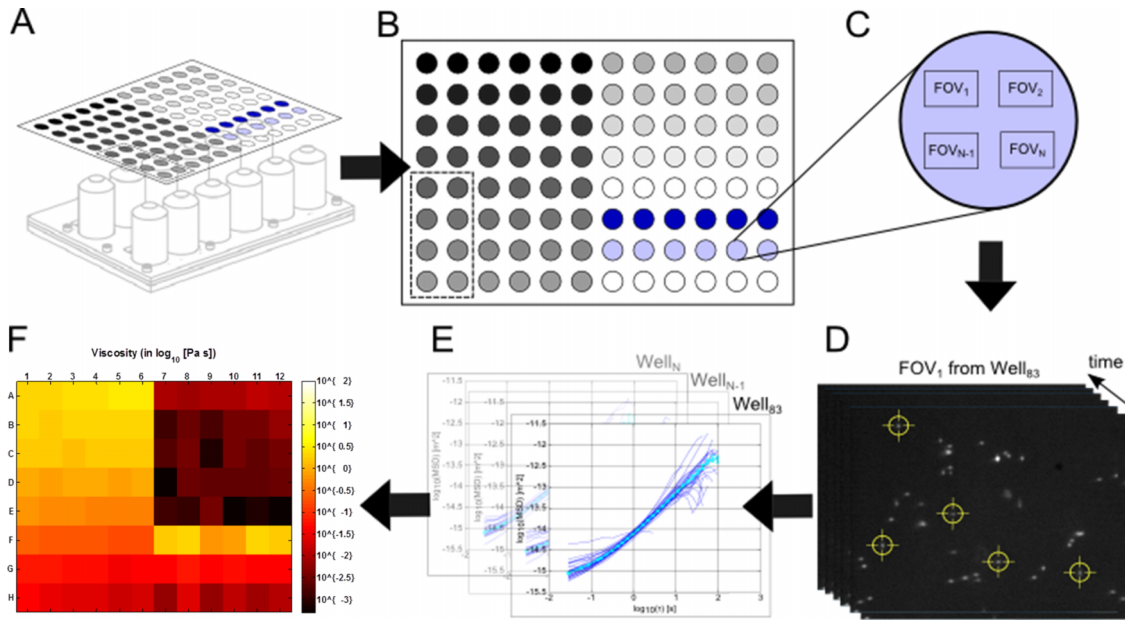 A
B
C
FOV1
FOV2
FOVN-1
FOVN
D
FOV1 from Well83
time
E
WellN
WellN-1
Well83
-11.5
-12
-12.5
-13
-13.5
-14
-14.5
-15
-15.5
log10(MSD) [m^2]
-2
-1
0
1
2
3
log10(τ) [s]
F
Viscosity (in log10 [Pa s])
1 2 3 4 5 6 7 8 9 10 11 12
A
B
C
D
E
F
G
H
10^( 2)
10^( 1.5)
10^( 1)
10^( 0.5)
10^( 0)
10^(-0.5)
10^( -1)
10^(-1.5)
10^( -2)
10^(-2.5)
10^( -3)